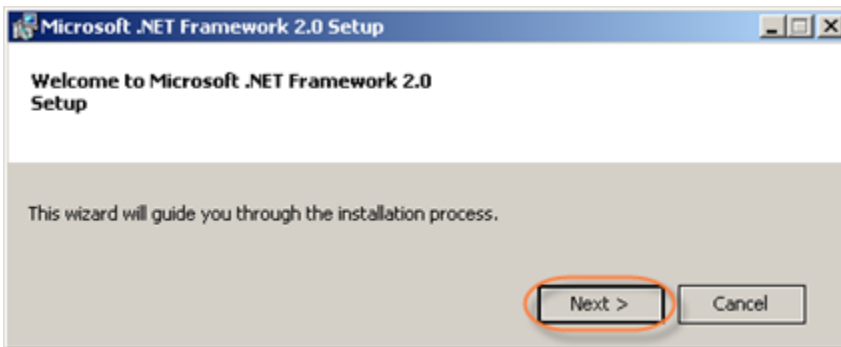 Microsoft .NET Framework 2.0 Setup
Welcome to Microsoft .NET Framework 2.0
Setup
This wizard will guide you through the installation process.
Next >
Cancel